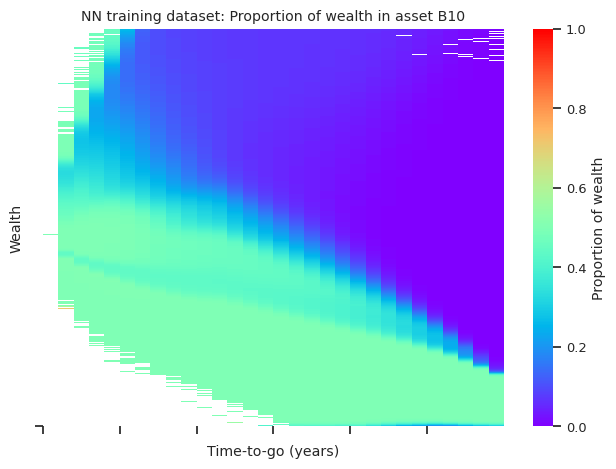 NN training dataset: Proportion of wealth in asset B10
Wealth
Time-to-go (years)
1.0
0.8
0.6
0.4
0.2
0.0
Proportion of wealth